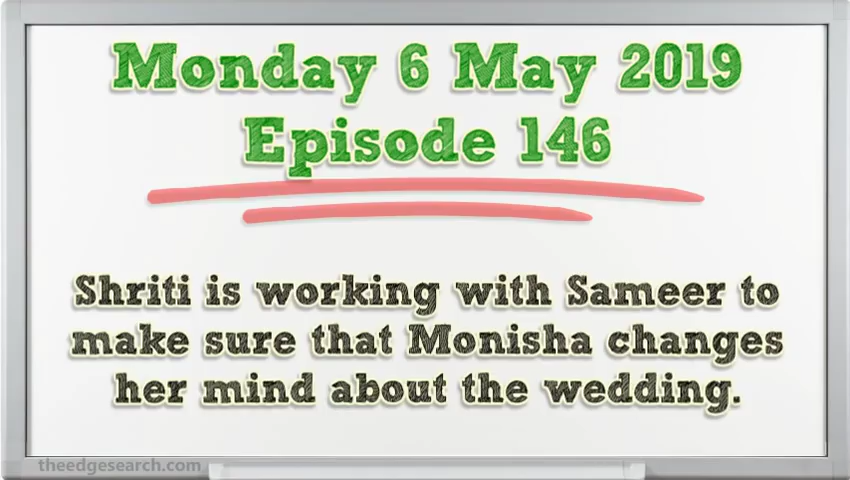 Monday 6 May 2019
Episode 146
Shriti is working with Sameer to
make sure that Monisha changes
her mind about the wedding.
theedgesearch.com